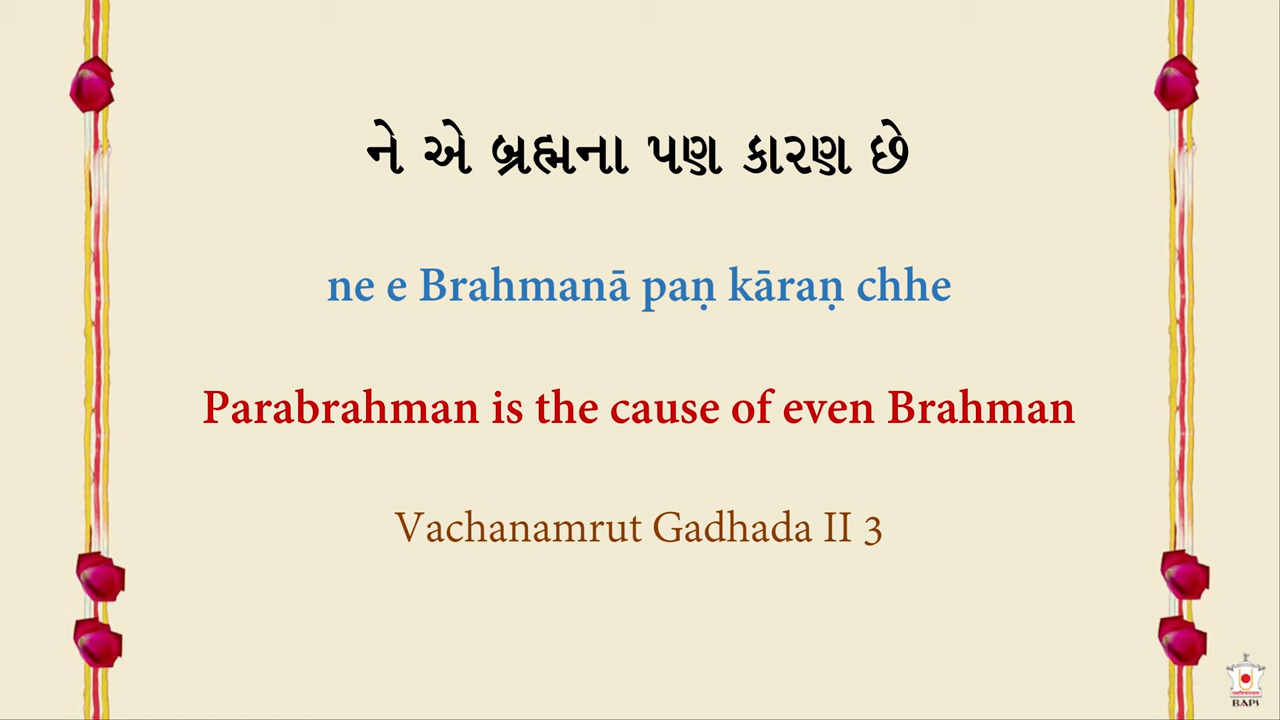 ને એ બ્રહ્મના પણ કારણ છે
ne e Brahmanā paṇ kāraṇ chhe
Parabrahman is the cause of even Brahman
Vachanamrut Gadhada II 3
BAPS